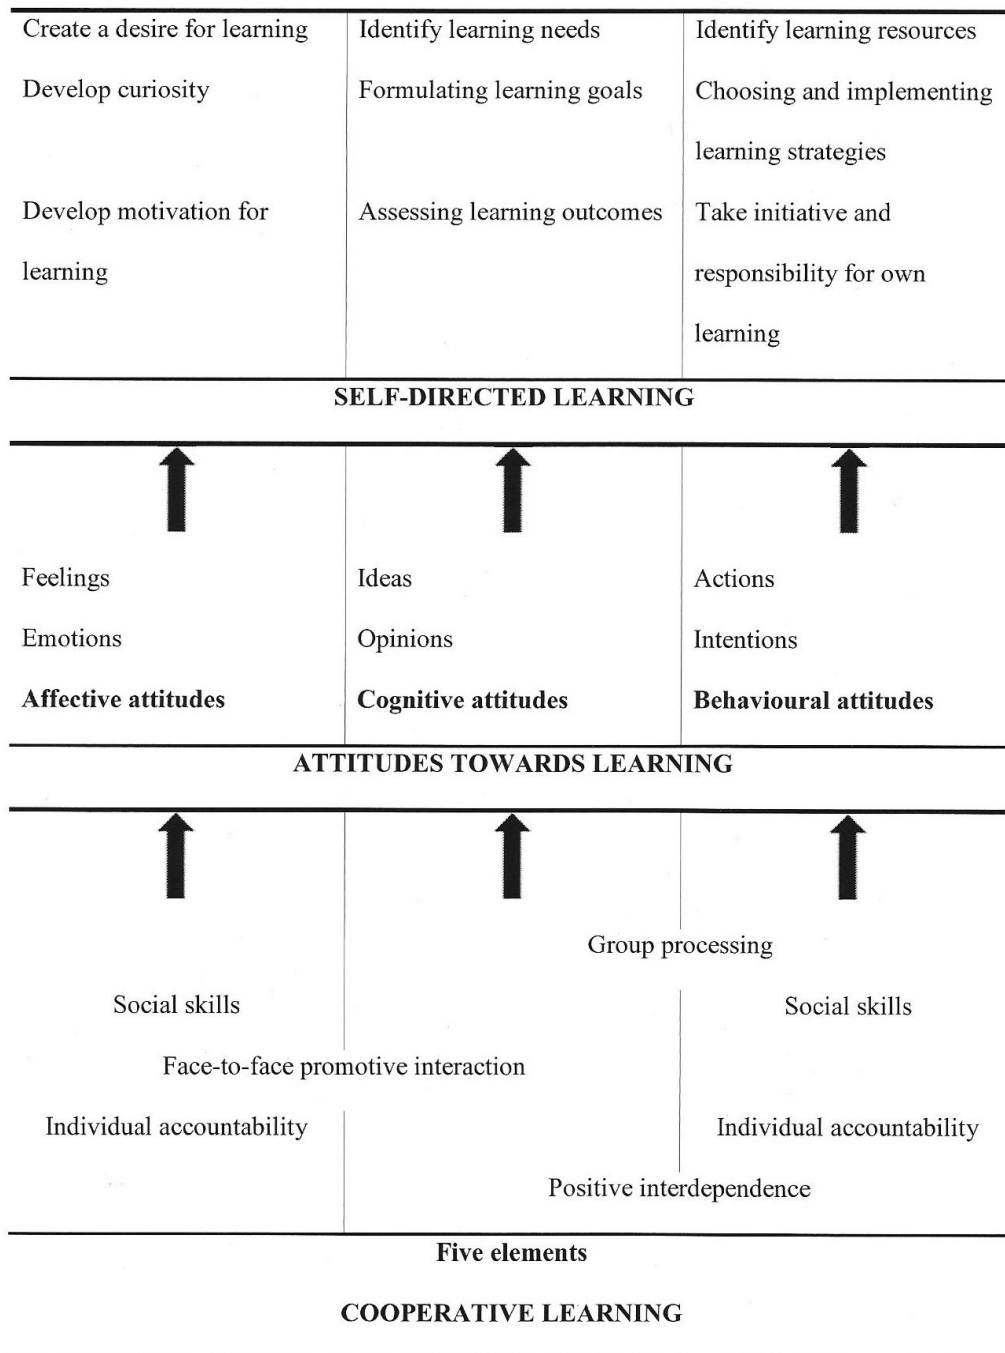 Create a desire for learning
Identify learning needs
Identify learning resources
Develop curiosity
Formulating learning goals
Choosing and implementing
learning strategies
Develop motivation for
learning
Assessing learning outcomes
Take initiative and
responsibility for own
learning
SELF-DIRECTED LEARNING
Feelings
Ideas
Actions
Emotions
Opinions
Intentions
Affective attitudes
Cognitive attitudes
Behavioural attitudes
ATTITUDES TOWARDS LEARNING
Group processing
Social skills
Social skills
Face-to-face promotive interaction
Individual accountability
Individual accountability
Positive interdependence
Five elements
COOPERATIVE LEARNING